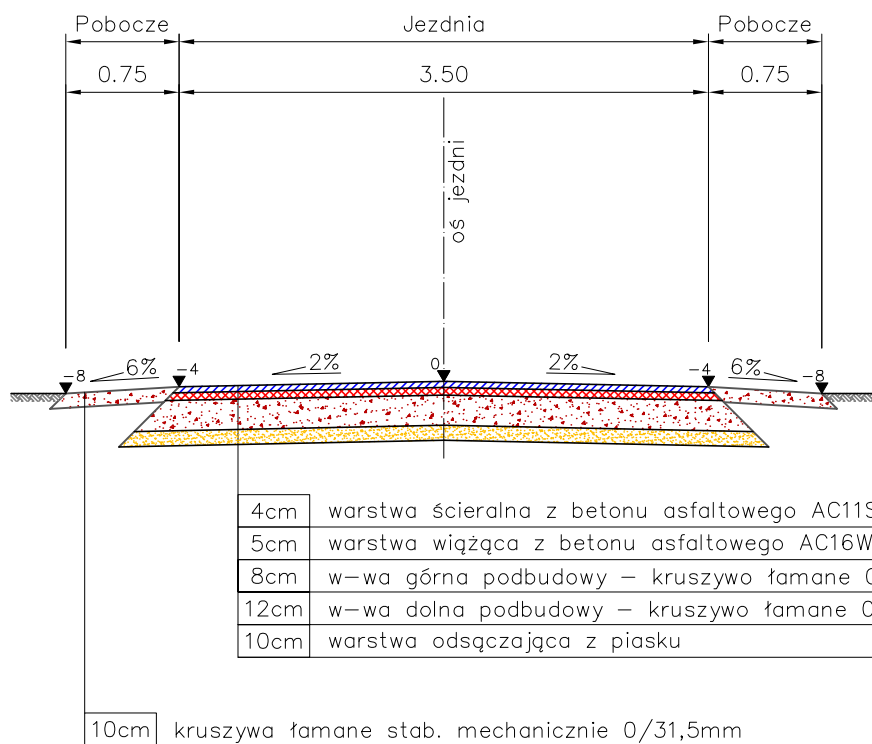 Pobocze Jezdnia Pobocze
0.75 3.50 0.75
oś jezdni
-8 6% -4 2% 0 2% -4 6% -8
4cm warstwa ścieralna z betonu asfaltowego AC11S
5cm warstwa wiążąca z betonu asfaltowego AC16W
8cm w-wa górna podbudowy - kruszywo łamane 0
12cm w-wa dolna podbudowy - kruszywo łamane 0
10cm warstwa odsączająca z piasku
10cm kruszywa łamane stab. mechanicznie 0/31,5mm